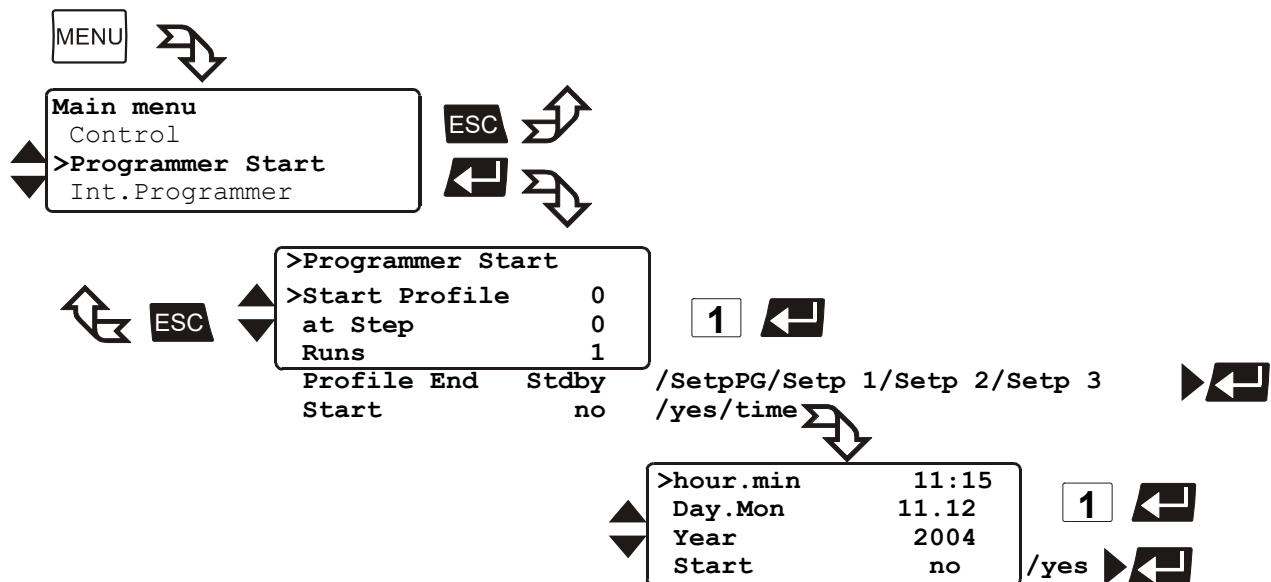 MENU
Main menu
Control
>Programmer Start
Int.Programmer
ESC
>Programmer Start
>Start Profile 0
at Step 0
Runs 1
Profile End Stdby /SetpPG/Setp 1/Setp 2/Setp 3
Start no /yes/time
ESC
1
>hour.min 11:15
Day.Mon 11.12
Year 2004
Start no /yes
1